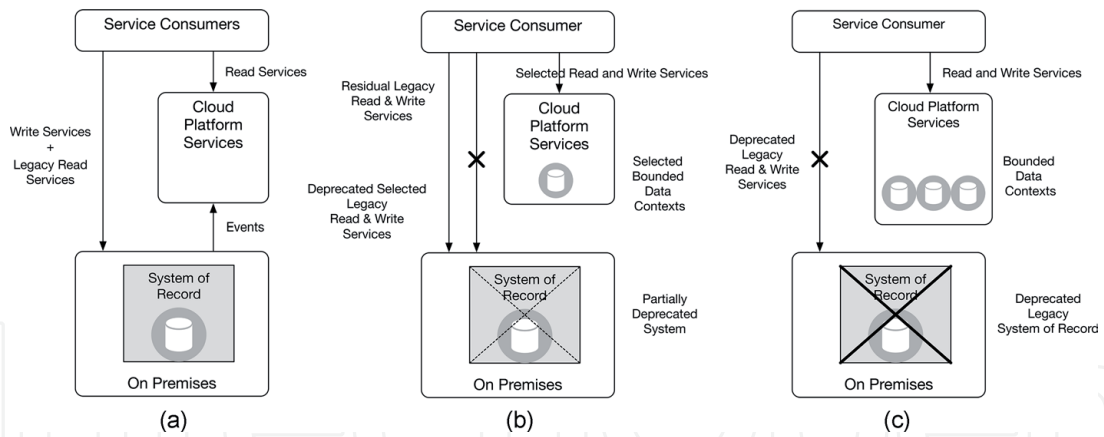 Service Consumers
Read Services
Cloud
Platform
Services
Write Services
+
Legacy Read
Services
Events
System of
Record
On Premises
(a)
Service Consumer
Selected Read and Write Services
Residual Legacy
Read & Write
Services
Cloud
Platform
Services
Selected
Bounded
Data
Contexts
Deprecated Selected
Legacy
Read & Write
Services
System of
Record
Partially
Deprecated
System
On Premises
(b)
Service Consumer
Read and Write Services
Cloud Platform
Services
Deprecated
Legacy
Read & Write
Services
Bounded
Data
Contexts
System of
Record
Deprecated
Legacy
System of Record
On Premises
(c)